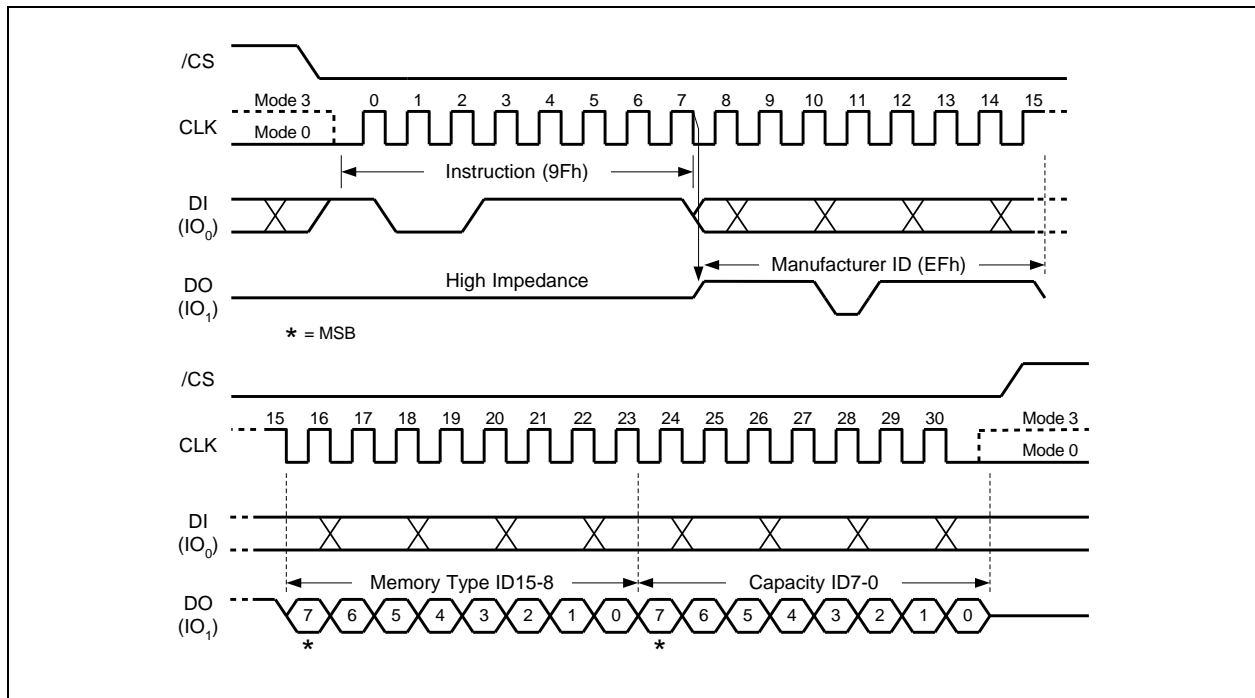 /CS
Mode 3 0 1 2 3 4 5 6 7 8 9 10 11 12 13 14 15
CLK
Mode 0
Instruction (9Fh)
DI
(IO₀)
Manufacturer ID (EFh)
High Impedance
DO
(IO₁)
* = MSB
/CS
15 16 17 18 19 20 21 22 23 24 25 26 27 28 29 30 Mode 3
CLK
Mode 0
DI
(IO₀)
Memory Type ID15-8 Capacity ID7-0
DO
(IO₁)
7 6 5 4 3 2 1 0 7 6 5 4 3 2 1 0
* *